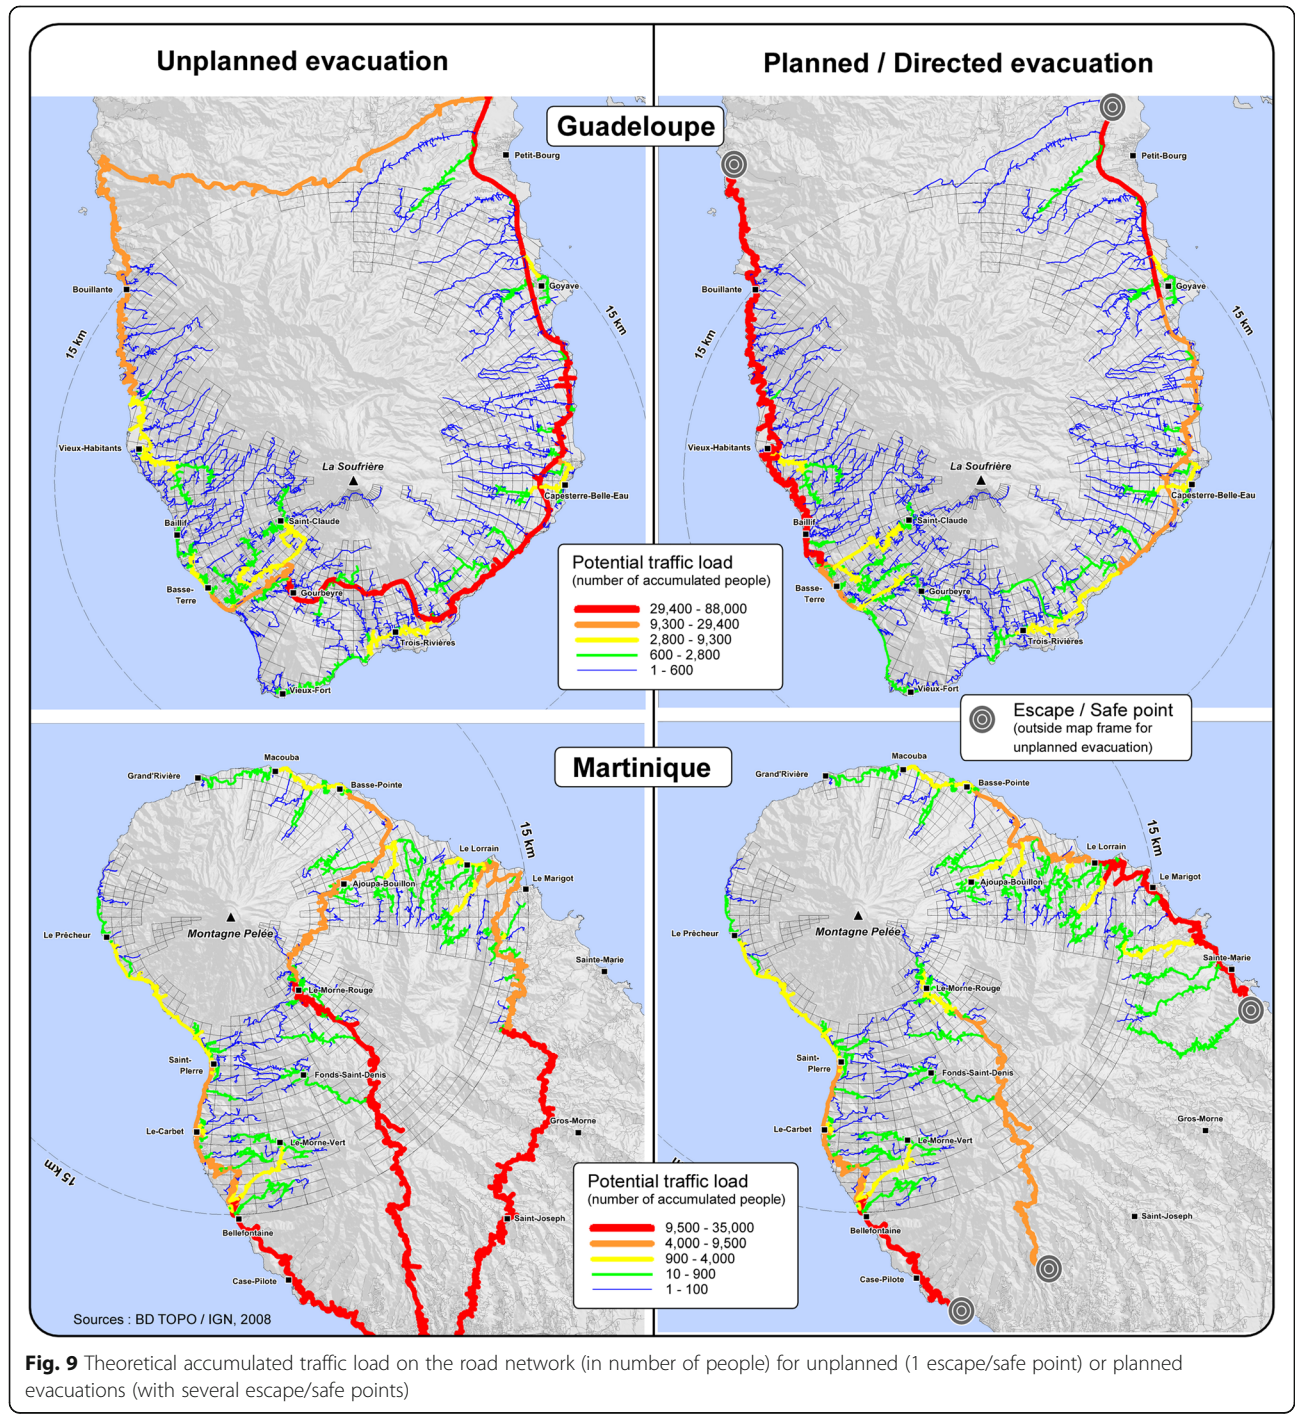 Unplanned evacuation
Planned / Directed evacuation
Guadeloupe
Petit-Bourg
Goyave
Bouillante
15 km
15 km
Vieux-Habitants
La Soufrière
Capesterre-Belle-Eau
Baillif
Saint-Claude
Basse-
Terre
Gourbeyre
Trois-Rivières
Vieux-Fort
Petit-Bourg
Goyave
Bouillante
15 km
15 km
Vieux-Habitants
La Soufrière
Capesterre-Belle-Eau
Baillif
Saint-Claude
Basse-
Terre
Gourbeyre
Trois-Rivières
Vieux-Fort
Potential traffic load
(number of accumulated people)
29,400 - 88,000
9,300 - 29,400
2,800 - 9,300
600 - 2,800
1 - 600
Escape / Safe point
(outside map frame for
unplanned evacuation)
Martinique
Macouba
Grand'Rivière
Basse-Pointe
15 km
Le Lorrain
Le Marigot
Ajoupa-Bouillon
Montagne Pelée
Le Prêcheur
Sainte-Marie
Le-Morne-Rouge
Saint-
Pierre
Fonds-Saint-Denis
Le-Carbet
Le-Morne-Vert
Gros-Morne
15 km
Saint-Joseph
Bellefontaine
Case-Pilote
Macouba
Grand'Rivière
Basse-Pointe
15 km
Le Lorrain
Le Marigot
Ajoupa-Bouillon
Montagne Pelée
Le Prêcheur
Sainte-Marie
Le-Morne-Rouge
Saint-
Pierre
Fonds-Saint-Denis
Le-Carbet
Le-Morne-Vert
Gros-Morne
Saint-Joseph
Bellefontaine
Case-Pilote
Potential traffic load
(number of accumulated people)
9,500 - 35,000
4,000 - 9,500
900 - 4,000
10 - 900
1 - 100
Sources : BD TOPO / IGN, 2008
Fig. 9 Theoretical accumulated traffic load on the road network (in number of people) for unplanned (1 escape/safe point) or planned
evacuations (with several escape/safe points)